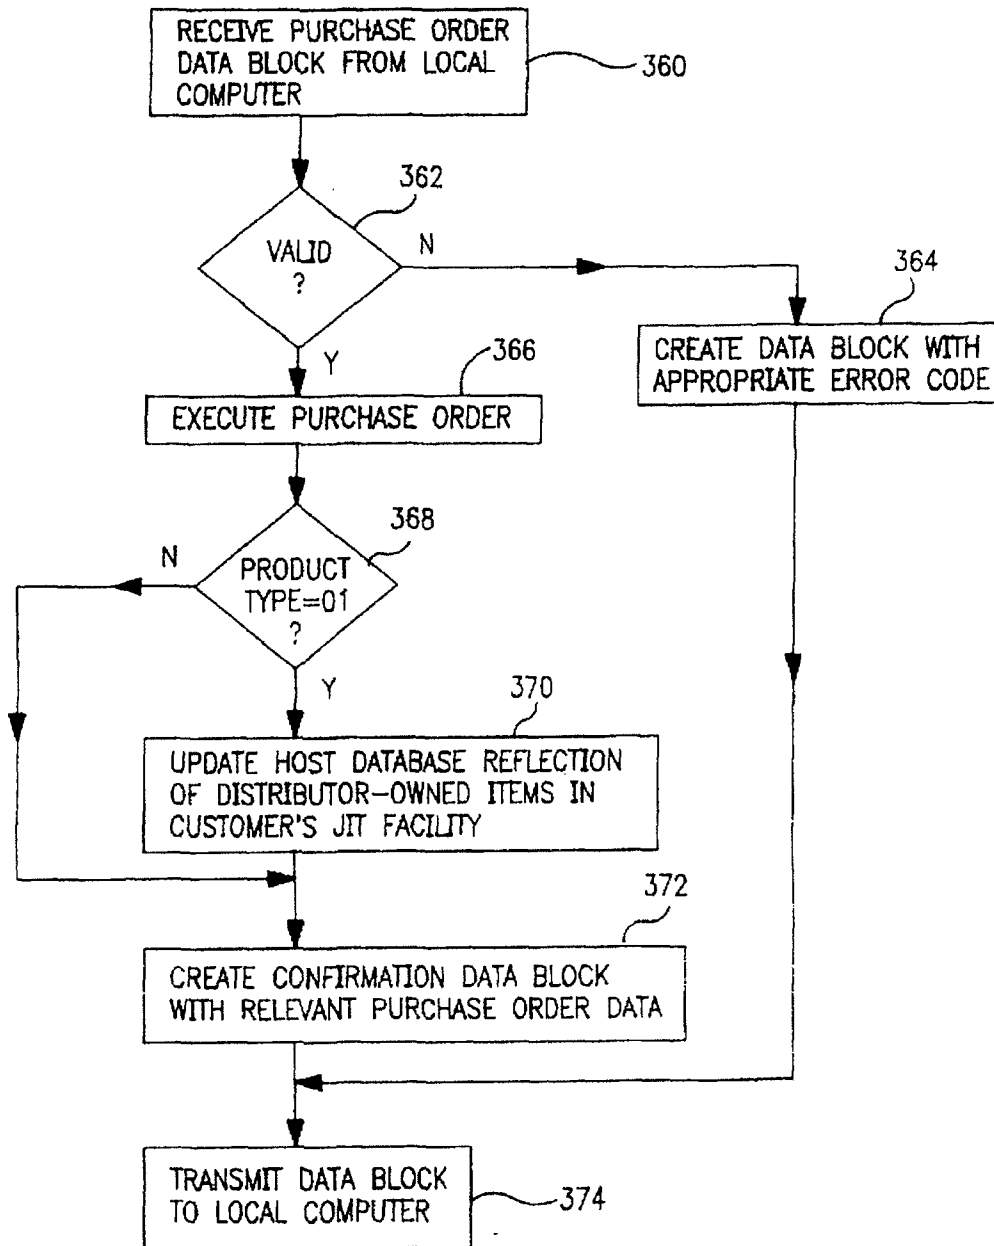 RECEIVE PURCHASE ORDER
DATA BLOCK FROM LOCAL
COMPUTER
360
362
VALID
?
N
364
CREATE DATA BLOCK WITH
APPROPRIATE ERROR CODE
Y
366
EXECUTE PURCHASE ORDER
368
N
PRODUCT
TYPE=01
?
Y
370
UPDATE HOST DATABASE REFLECTION
OF DISTRIBUTOR-OWNED ITEMS IN
CUSTOMER'S JIT FACILITY
372
CREATE CONFIRMATION DATA BLOCK
WITH RELEVANT PURCHASE ORDER DATA
TRANSMIT DATA BLOCK
TO LOCAL COMPUTER
374